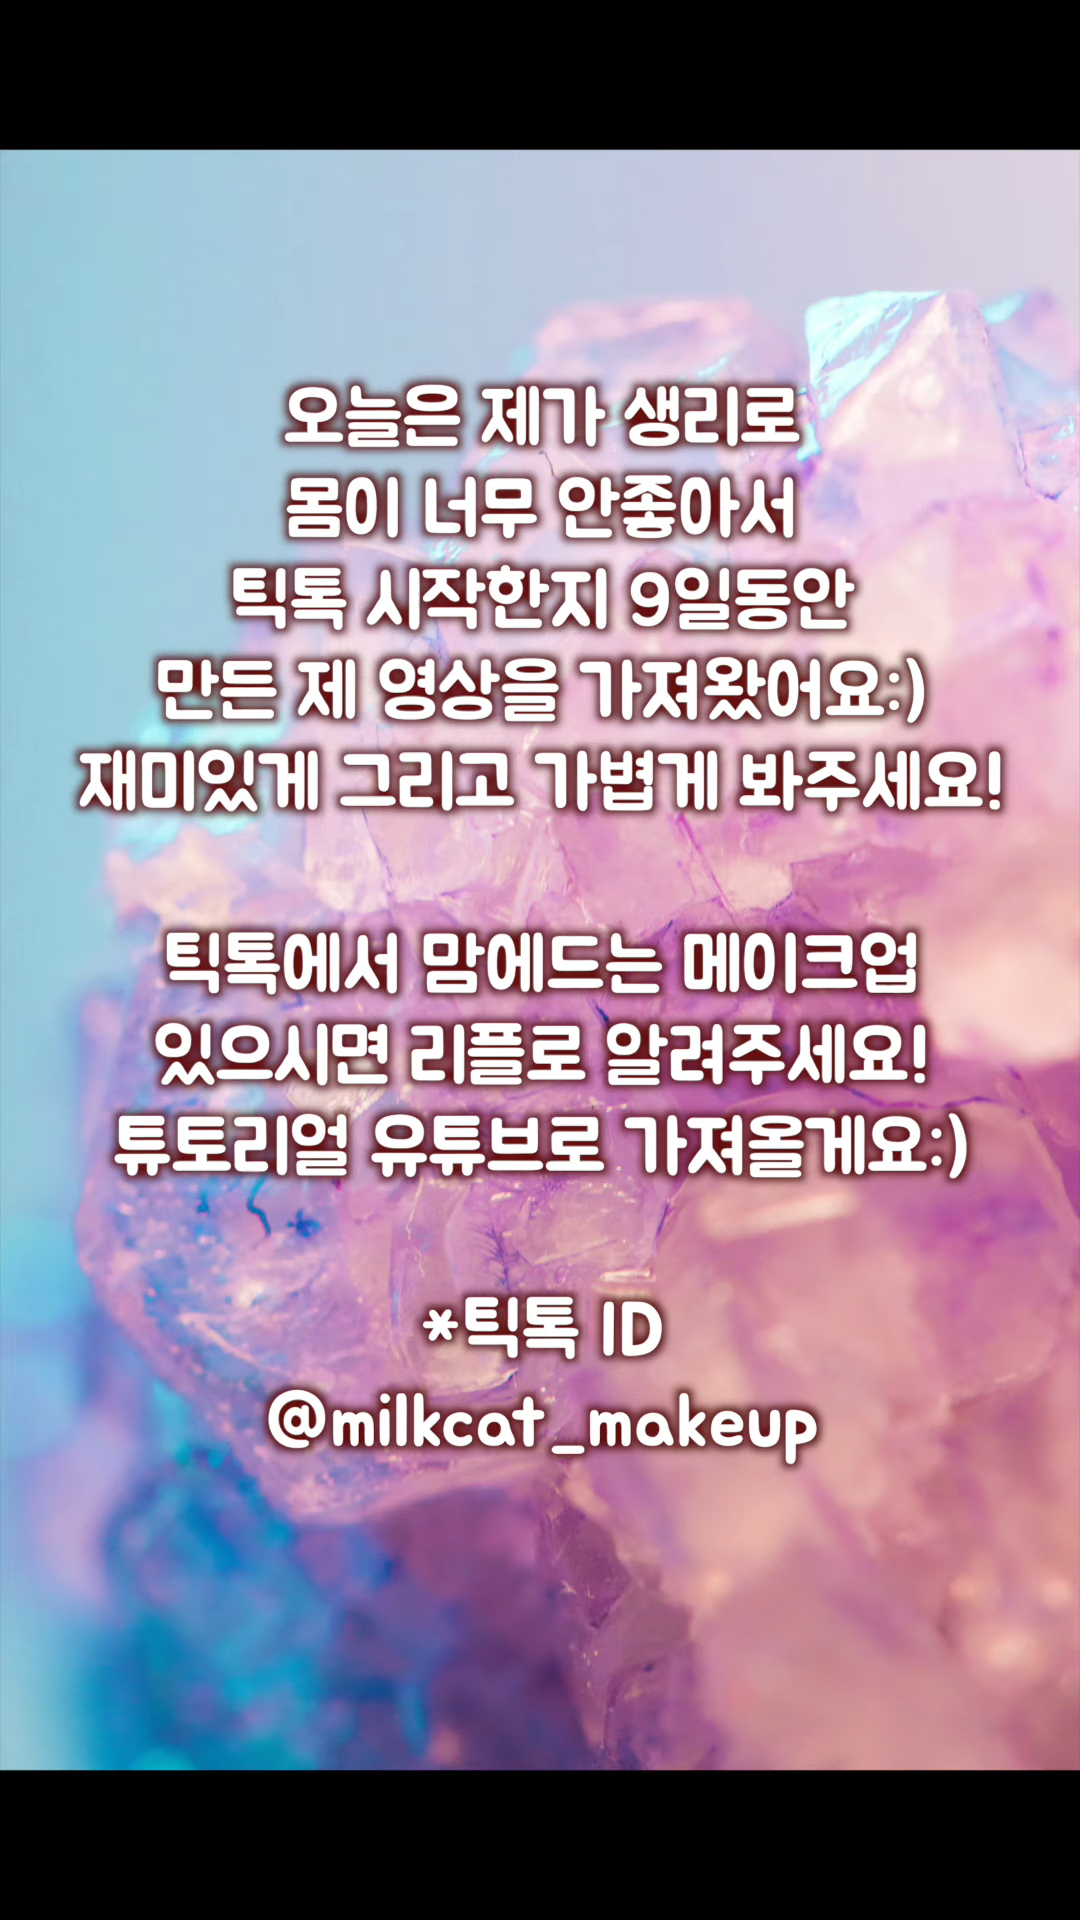 오늘은 제가 생리로
몸이 너무 안좋아서
틱톡 시작한지 9일동안
만든 제 영상을 가져왔어요:)
재미있게 그리고 가볍게 봐주세요!
틱톡에서 맘에드는 메이크업
있으시면 리플로 알려주세요!
튜토리얼 유튜브로 가져올게요:)
*틱톡 ID
@milkcat_makeup